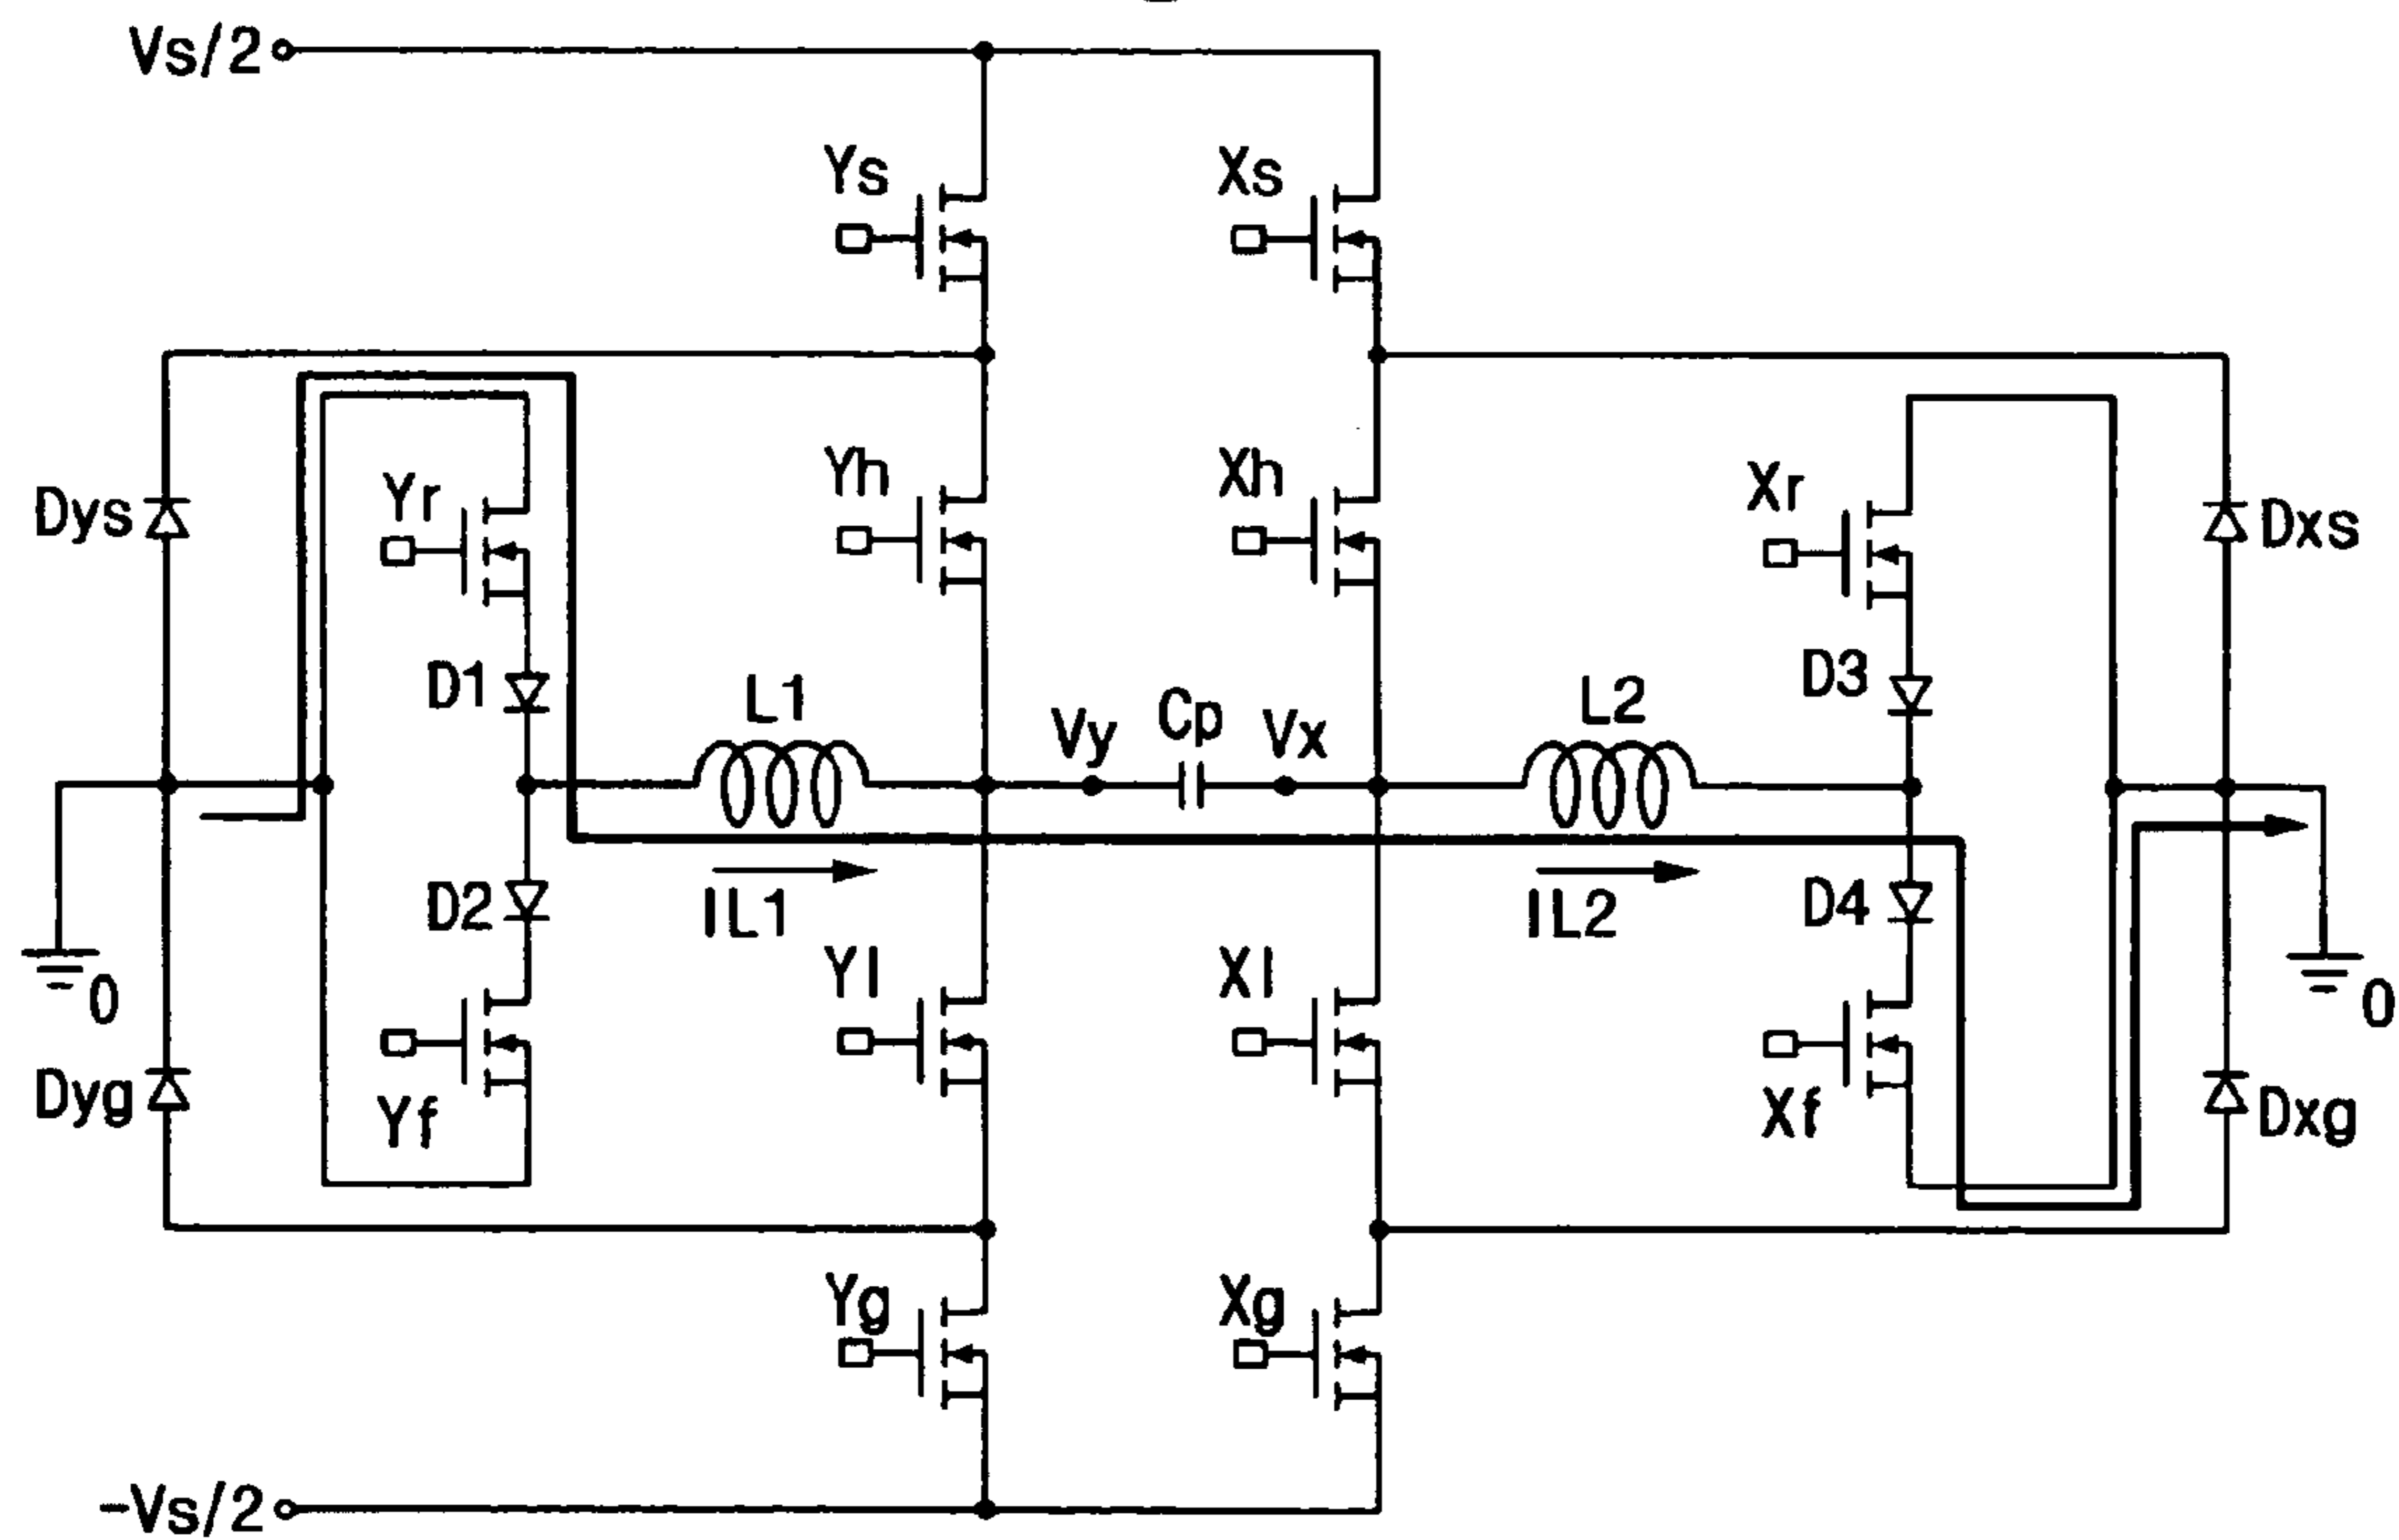 Vs/2
Ys
Xs
Yh
Xh
Yr
Xr
Dys
Dxs
D1
L1
Vy
Cp
Vx
L2
D3
D2
IL1
IL2
D4
Yl
Xl
0
0
Dyg
Yf
Xf
Dxg
Yg
Xg
-Vs/2